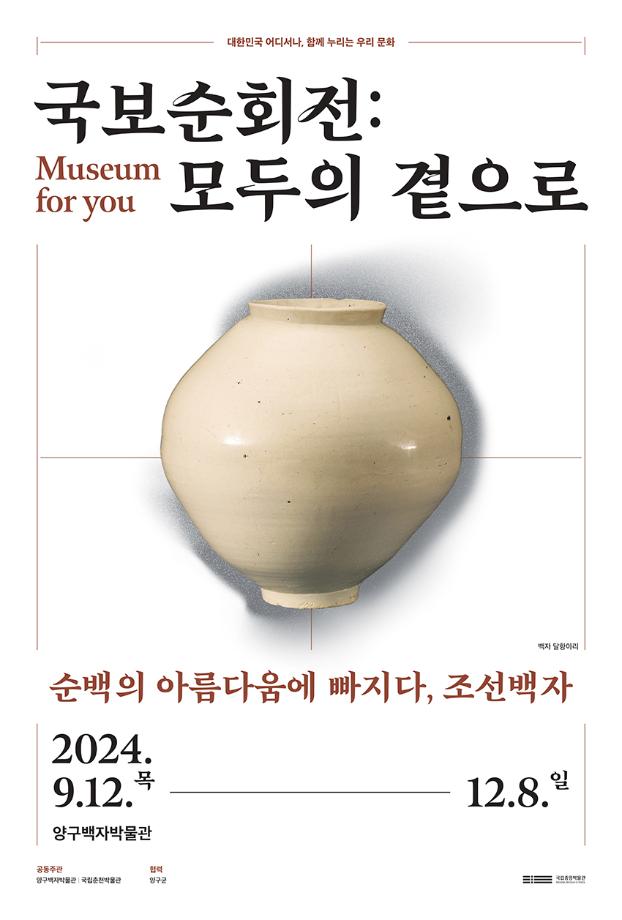 대한민국 어디서나, 함께 누리는 우리 문화
국보순회전:
Museum
for you
모두의 곁으로
백자 달항아리
순백의 아름다움에 빠지다, 조선백자
2024.
9.12.목
12.8.일
양구백자박물관
공동주관
양구백자박물관 | 국립춘천박물관
협력
양구군
국립중앙박물관